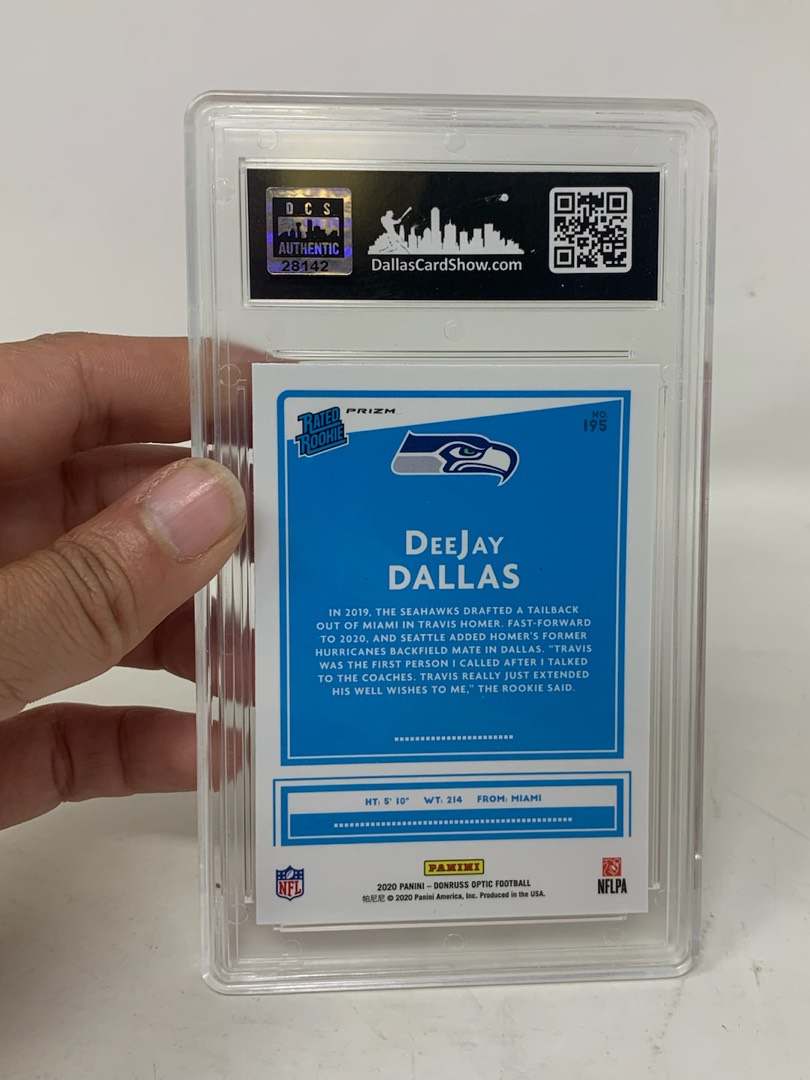 D C S
AUTHENTIC
28142
DallasCardShow.com
RATED
ROOKIE
PRIZM
NO.
195
DEEJAY
DALLAS
IN 2019, THE SEAHAWKS DRAFTED A TAILBACK
OUT OF MIAMI IN TRAVIS HOMER. FAST-FORWARD
TO 2020, AND SEATTLE ADDED HOMER'S FORMER
HURRICANES BACKFIELD MATE IN DALLAS. "TRAVIS
WAS THE FIRST PERSON I CALLED AFTER I TALKED
TO THE COACHES. TRAVIS REALLY JUST EXTENDED
HIS WELL WISHES TO ME," THE ROOKIE SAID.
HT: 5' 10" WT: 214 FROM: MIAMI
PANINI
NFL
NFLPA
2020 PANINI – DONRUSS OPTIC FOOTBALL
帕尼尼 © 2020 Panini America, Inc. Produced in the USA.